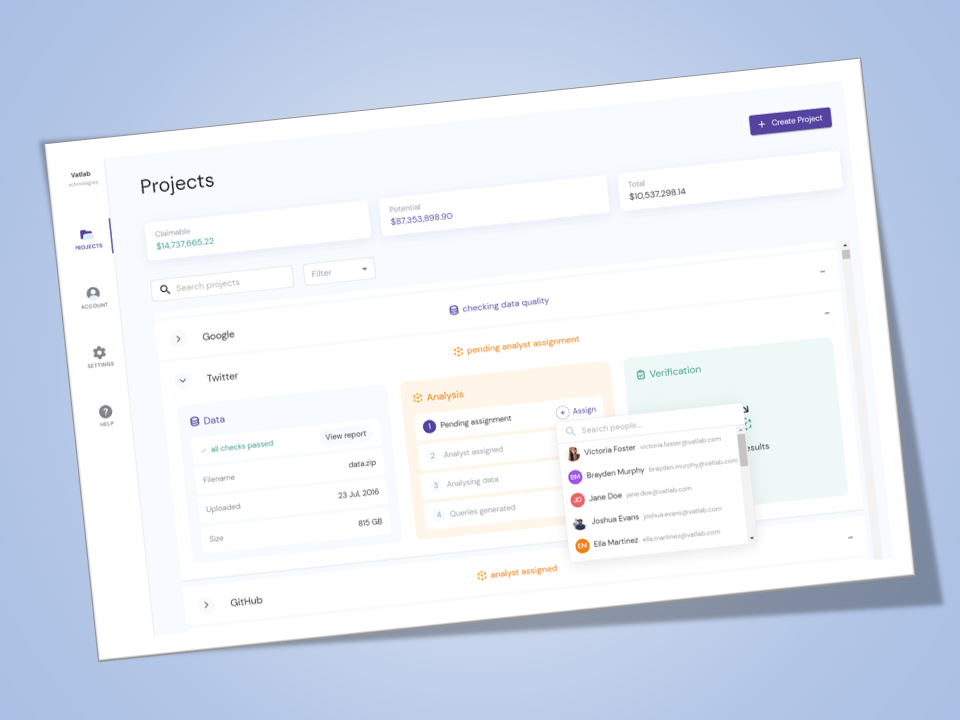 Vatlab
technologies
PROJECTS
ACCOUNT
SETTINGS
HELP
Projects
+ Create Project
Claimable
$14,737,665.22
Potential
$87,353,898.90
Total
$10,537,298.14
Search projects
Filter
Google
checking data quality
Twitter
pending analyst assignment
Data
all checks passed
View report
Filename
data.zip
Uploaded
23 Jul, 2016
Size
815 GB
Analysis
1 Pending assignment
+ Assign
2 Analyst assigned
3 Analysing data
4 Queries generated
Verification
esults
Search people...
Victoria Foster victoria.foster@vatlab.com
BM Brayden Murphy brayden.murphy@vatlab.com
JD Jane Doe jane.doe@vatlab.com
Joshua Evans joshua.evans@vatlab.com
EM Ella Martinez ella.martinez@vatlab.com
GitHub
analyst assigned